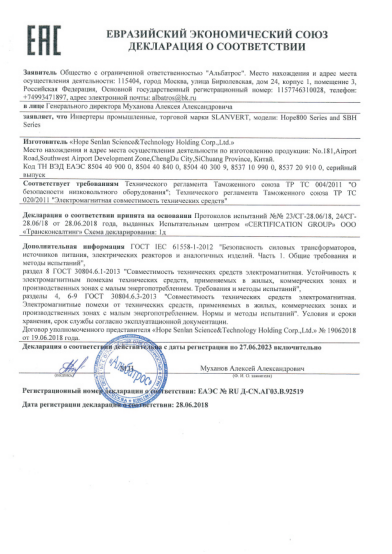 EAC
ЕВРАЗИЙСКИЙ ЭКОНОМИЧЕСКИЙ СОЮЗ
ДЕКЛАРАЦИЯ О СООТВЕТСТВИИ
Заявитель Общество с ограниченной ответственностью "Альбатрос". Место нахождения и адрес места
осуществления деятельности: 115404, город Москва, улица Бирюлевская, дом 24, корпус 1, помещение 3,
Российская Федерация, Основной государственный регистрационный номер: 1157746310028, телефон:
+74993471897, адрес электронной почты: albatros@bk.ru
в лице Генерального директора Муханова Алексея Александровича
заявляет, что Инвертеры промышленные, торговой марки SLANVERT, модели: Hope800 Series and SBH
Series
Изготовитель «Hope Senlan Science&Technology Holding Corp.,Ltd.»
Место нахождения и адрес места осуществления деятельности по изготовлению продукции: No.181,Airport
Road,Southwest Airport Development Zone,ChengDu City,SiChuang Province, Китай.
Код ТН ВЭД ЕАЭС 8504 40 900 0, 8504 40 840 0, 8504 40 300 9, 8537 10 990 0, 8537 20 910 0, серийный
выпуск
Соответствует требованиям Технического регламента Таможенного союза ТР ТС 004/2011 "О
безопасности низковольтного оборудования"; Технического регламента Таможенного союза ТР ТС
020/2011 "Электромагнитная совместимость технических средств"
Декларация о соответствии принята на основании Протоколов испытаний №№ 23/СГ-28.06/18, 24/СГ-
28.06/18 от 28.06.2018 года, выданных Испытательным центром «CERTIFICATION GROUP» ООО
«Трансконсалтинг» Схема декларирования: 1д
Дополнительная информация ГОСТ IEC 61558-1-2012 "Безопасность силовых трансформаторов,
источников питания, электрических реакторов и аналогичных изделий. Часть 1. Общие требования и
методы испытаний",
раздел 8 ГОСТ 30804.6.1-2013 "Совместимость технических средств электромагнитная. Устойчивость к
электромагнитным помехам технических средств, применяемых в жилых, коммерческих зонах и
производственных зонах с малым энергопотреблением. Требования и методы испытаний",
разделы 4, 6-9 ГОСТ 30804.6.3-2013 "Совместимость технических средств электромагнитная.
Электромагнитные помехи от технических средств, применяемых в жилых, коммерческих зонах и
производственных зонах с малым энергопотреблением. Нормы и методы испытаний". Условия и сроки
хранения, срок службы согласно эксплуатационной документации.
Договор уполномоченного представителя «Hope Senlan Science&Technology Holding Corp.,Ltd.» № 19062018
от 19.06.2018 года.
Декларация о соответствии действительна с даты регистрации по 27.06.2023 включительно
Муханов Алексей Александрович
(подпись)
(Ф. И. О. заявителя)
«Альбатрос»
Регистрационный номер декларации о соответствии: ЕАЭС № RU Д-CN.АГ03.В.92519
Дата регистрации декларации о соответствии: 28.06.2018